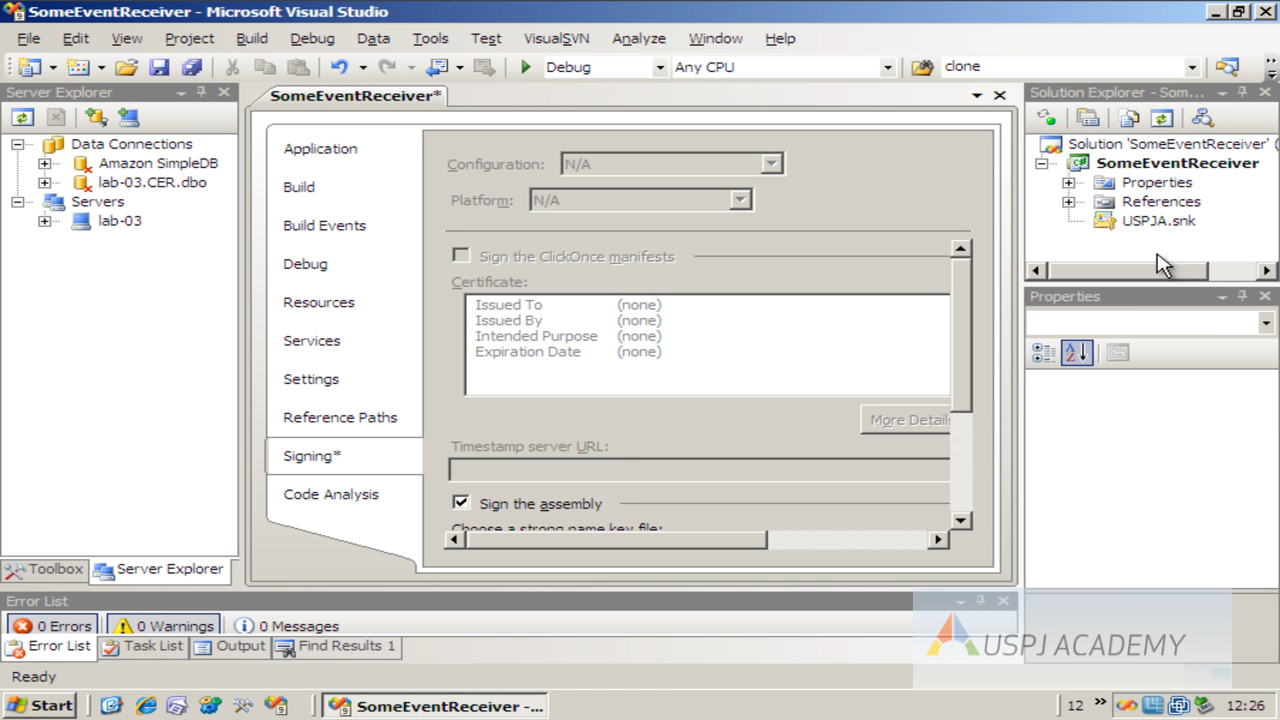 SomeEventReceiver - Microsoft Visual Studio
File Edit View Project Build Debug Data Tools Test VisualSVN Analyze Window Help
Debug Any CPU clone
Server Explorer
Data Connections
Amazon SimpleDB
lab-03.CER.dbo
Servers
lab-03
Toolbox Server Explorer
SomeEventReceiver*
Application
Build
Build Events
Debug
Resources
Services
Settings
Reference Paths
Signing*
Code Analysis
Configuration: N/A
Platform: N/A
Sign the ClickOnce manifests
Certificate:
Issued To (none)
Issued By (none)
Intended Purpose (none)
Expiration Date (none)
More Details
Timestamp server URL:
Sign the assembly
Choose a strong name key file:
Solution Explorer - Som...
Solution 'SomeEventReceiver' (
SomeEventReceiver
Properties
References
USPJA.snk
Properties
Error List
0 Errors 0 Warnings 0 Messages
Error List Task List Output Find Results 1
USPJ ACADEMY
Ready
Start SomeEventReceiver -... 12 » 12:26